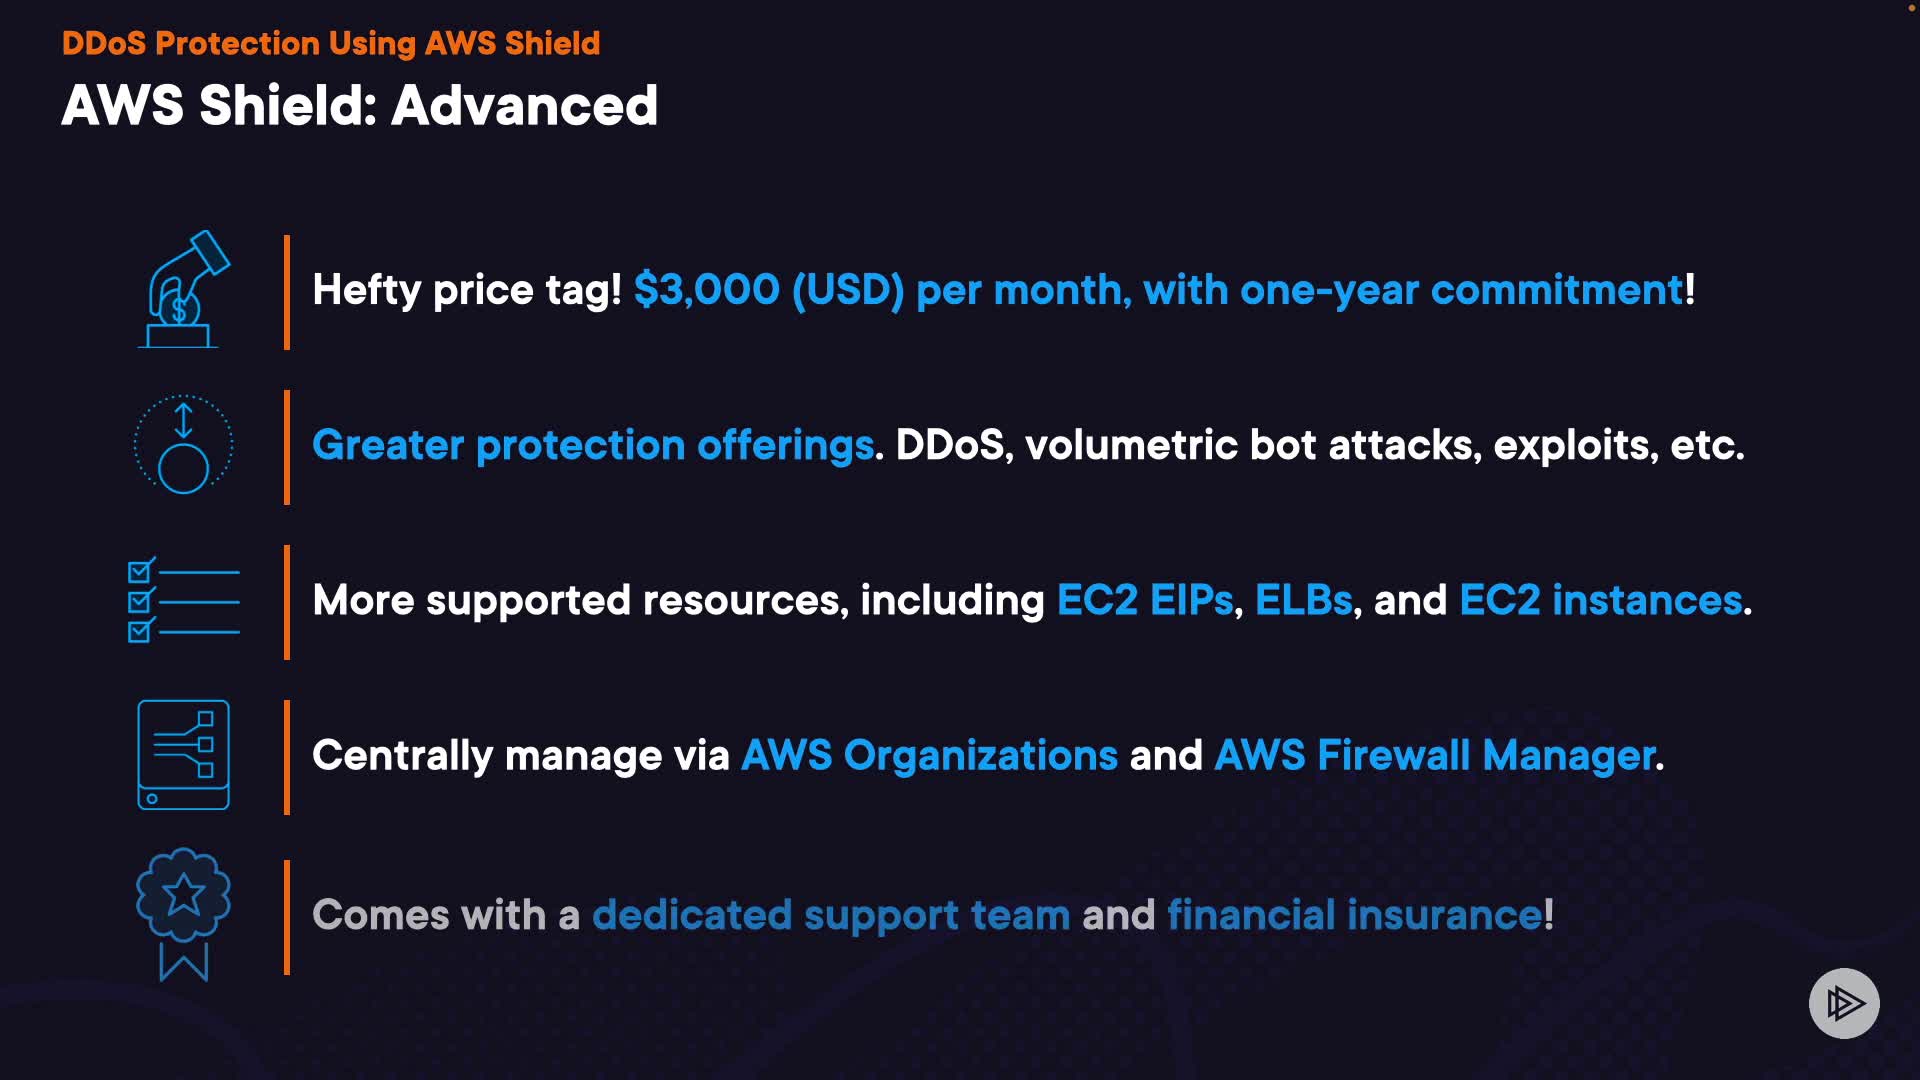 DDoS Protection Using AWS Shield
AWS Shield: Advanced
Hefty price tag! $3,000 (USD) per month, with one-year commitment!
Greater protection offerings. DDoS, volumetric bot attacks, exploits, etc.
More supported resources, including EC2 EIPs, ELBs, and EC2 instances.
Centrally manage via AWS Organizations and AWS Firewall Manager.
Comes with a dedicated support team and financial insurance!